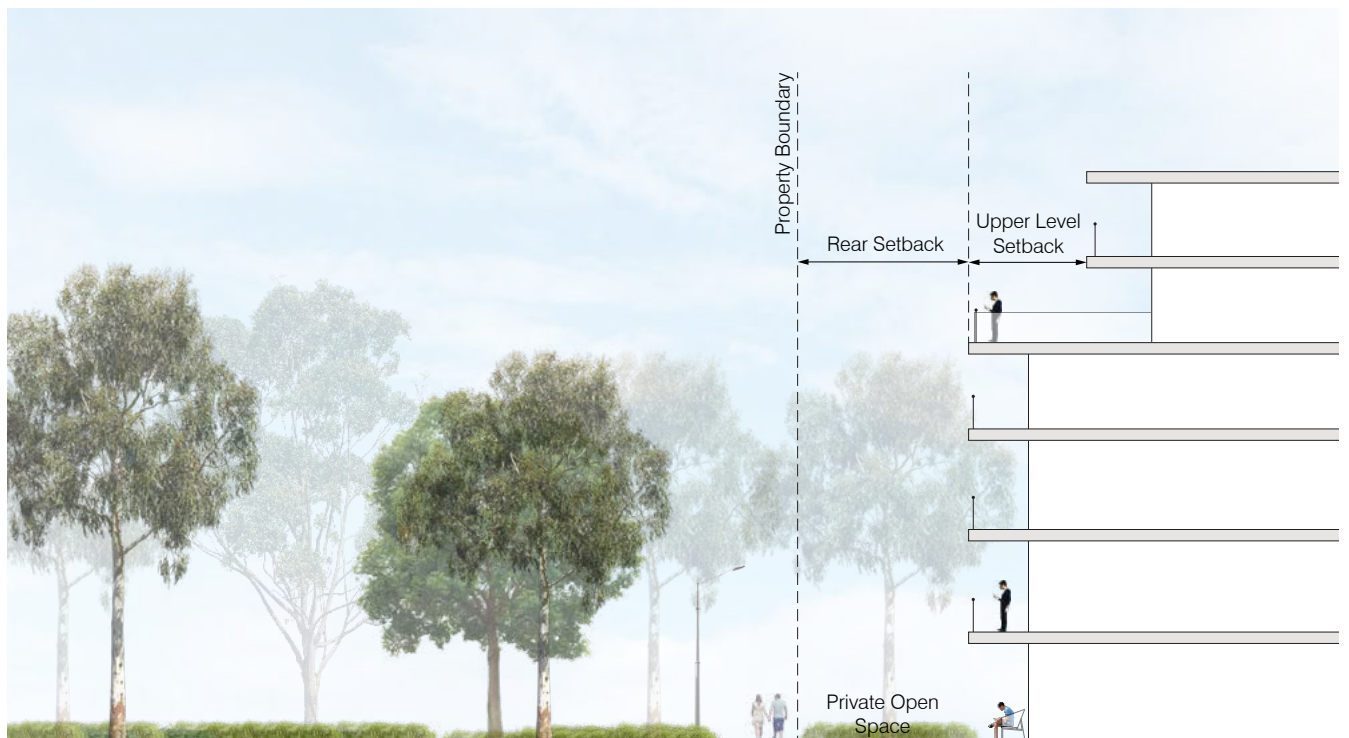 Property Boundary
Rear Setback
Upper Level
Setback
Private Open
Space